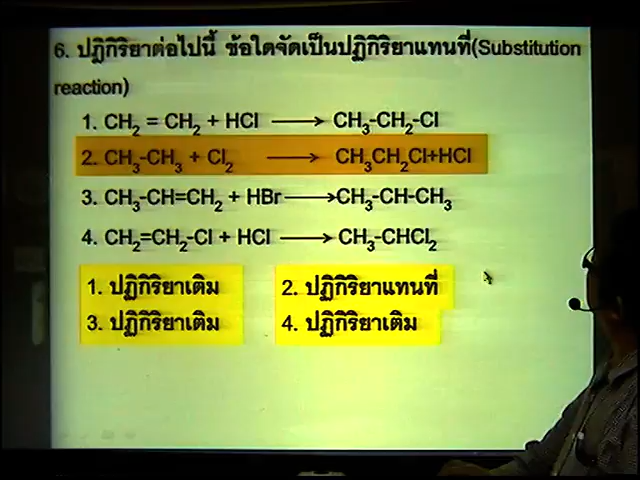 6. ปฏิกิริยาต่อไปนี้ ข้อใดจัดเป็นปฏิกิริยาแทนที่(Substitution
reaction)
1. CH₂ = CH₂ + HCl ⟶ CH₃-CH₂-Cl
2. CH₃-CH₃ + Cl₂ ⟶ CH₃CH₂Cl+HCl
3. CH₃-CH=CH₂ + HBr⟶CH₃-CH-CH₃
4. CH₂=CH₂-Cl + HCl ⟶ CH₃-CHCl₂
1. ปฏิกิริยาเติม 2. ปฏิกิริยาแทนที่
3. ปฏิกิริยาเติม 4. ปฏิกิริยาเติม